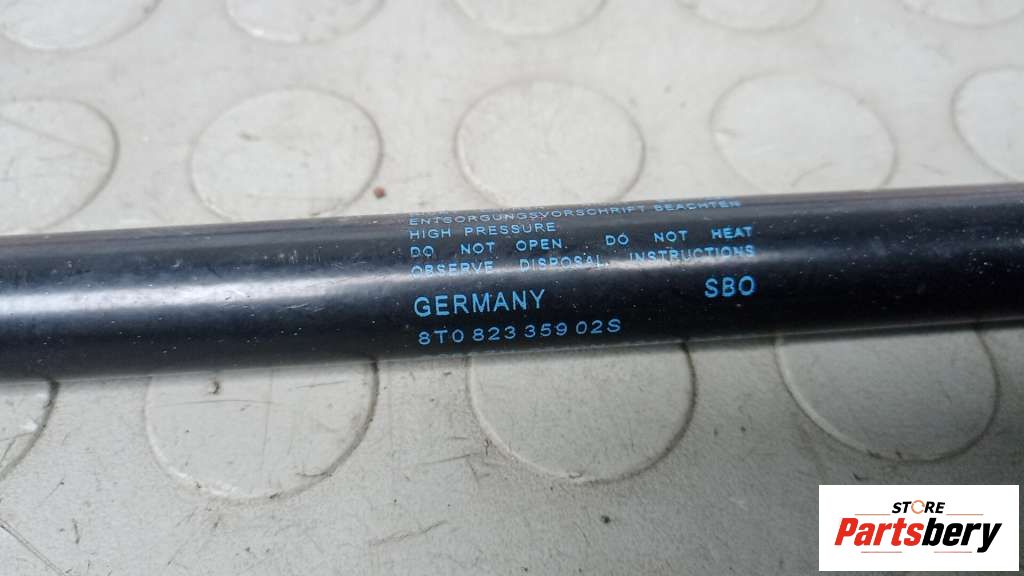 ENTSORGUNGSVORSCHRIFT BEACHTEN
HIGH PRESSURE
DO NOT OPEN. DO NOT HEAT
OBSERVE DISPOSAL INSTRUCTIONS
GERMANY SBO
8T0 823 359 02S
STORE
Partsbery